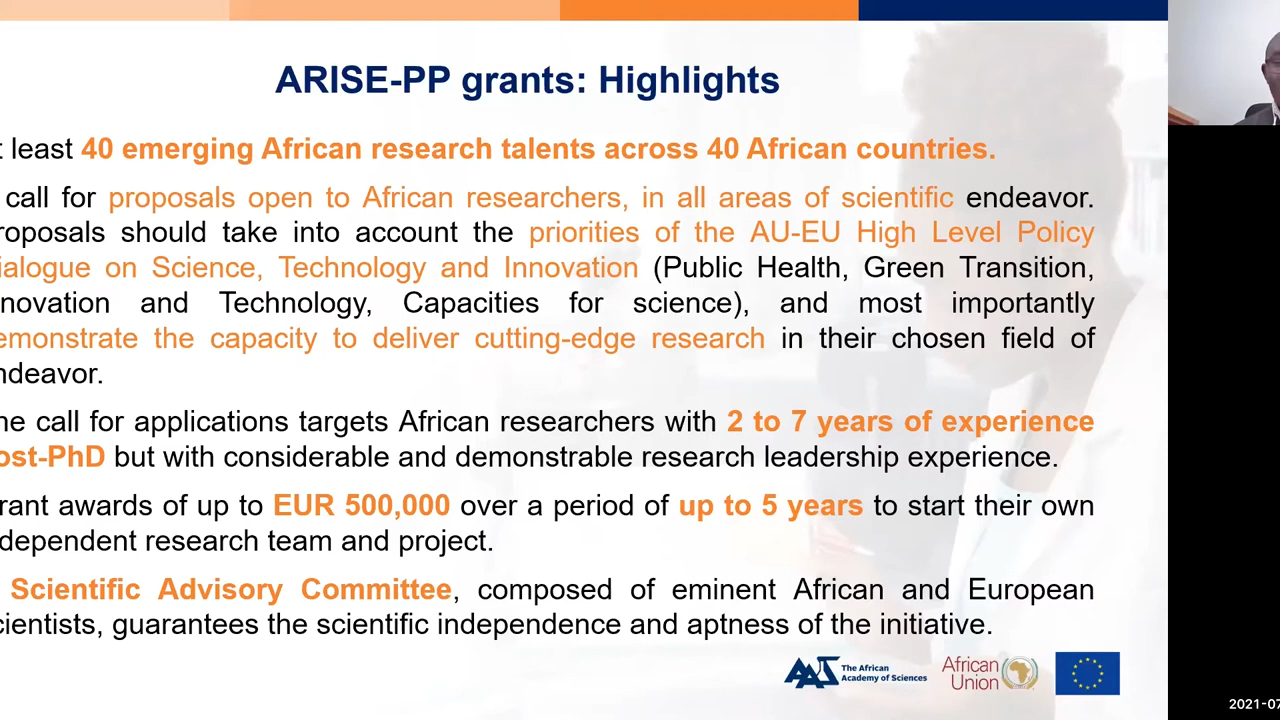 ARISE-PP grants: Highlights
t least 40 emerging African research talents across 40 African countries.
call for proposals open to African researchers, in all areas of scientific endeavor.
roposals should take into account the priorities of the AU-EU High Level Policy
ialogue on Science, Technology and Innovation (Public Health, Green Transition,
nnovation and Technology, Capacities for science), and most importantly
emonstrate the capacity to deliver cutting-edge research in their chosen field of
ndeavor.
he call for applications targets African researchers with 2 to 7 years of experience
ost-PhD but with considerable and demonstrable research leadership experience.
rant awards of up to EUR 500,000 over a period of up to 5 years to start their own
dependent research team and project.
Scientific Advisory Committee, composed of eminent African and European
cientists, guarantees the scientific independence and aptness of the initiative.
AAS The African
Academy of Sciences
African
Union
2021-07